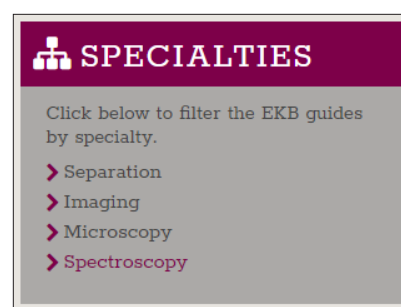 SPECIALTIES
Click below to filter the EKB guides
by specialty.
Separation
Imaging
Microscopy
Spectroscopy